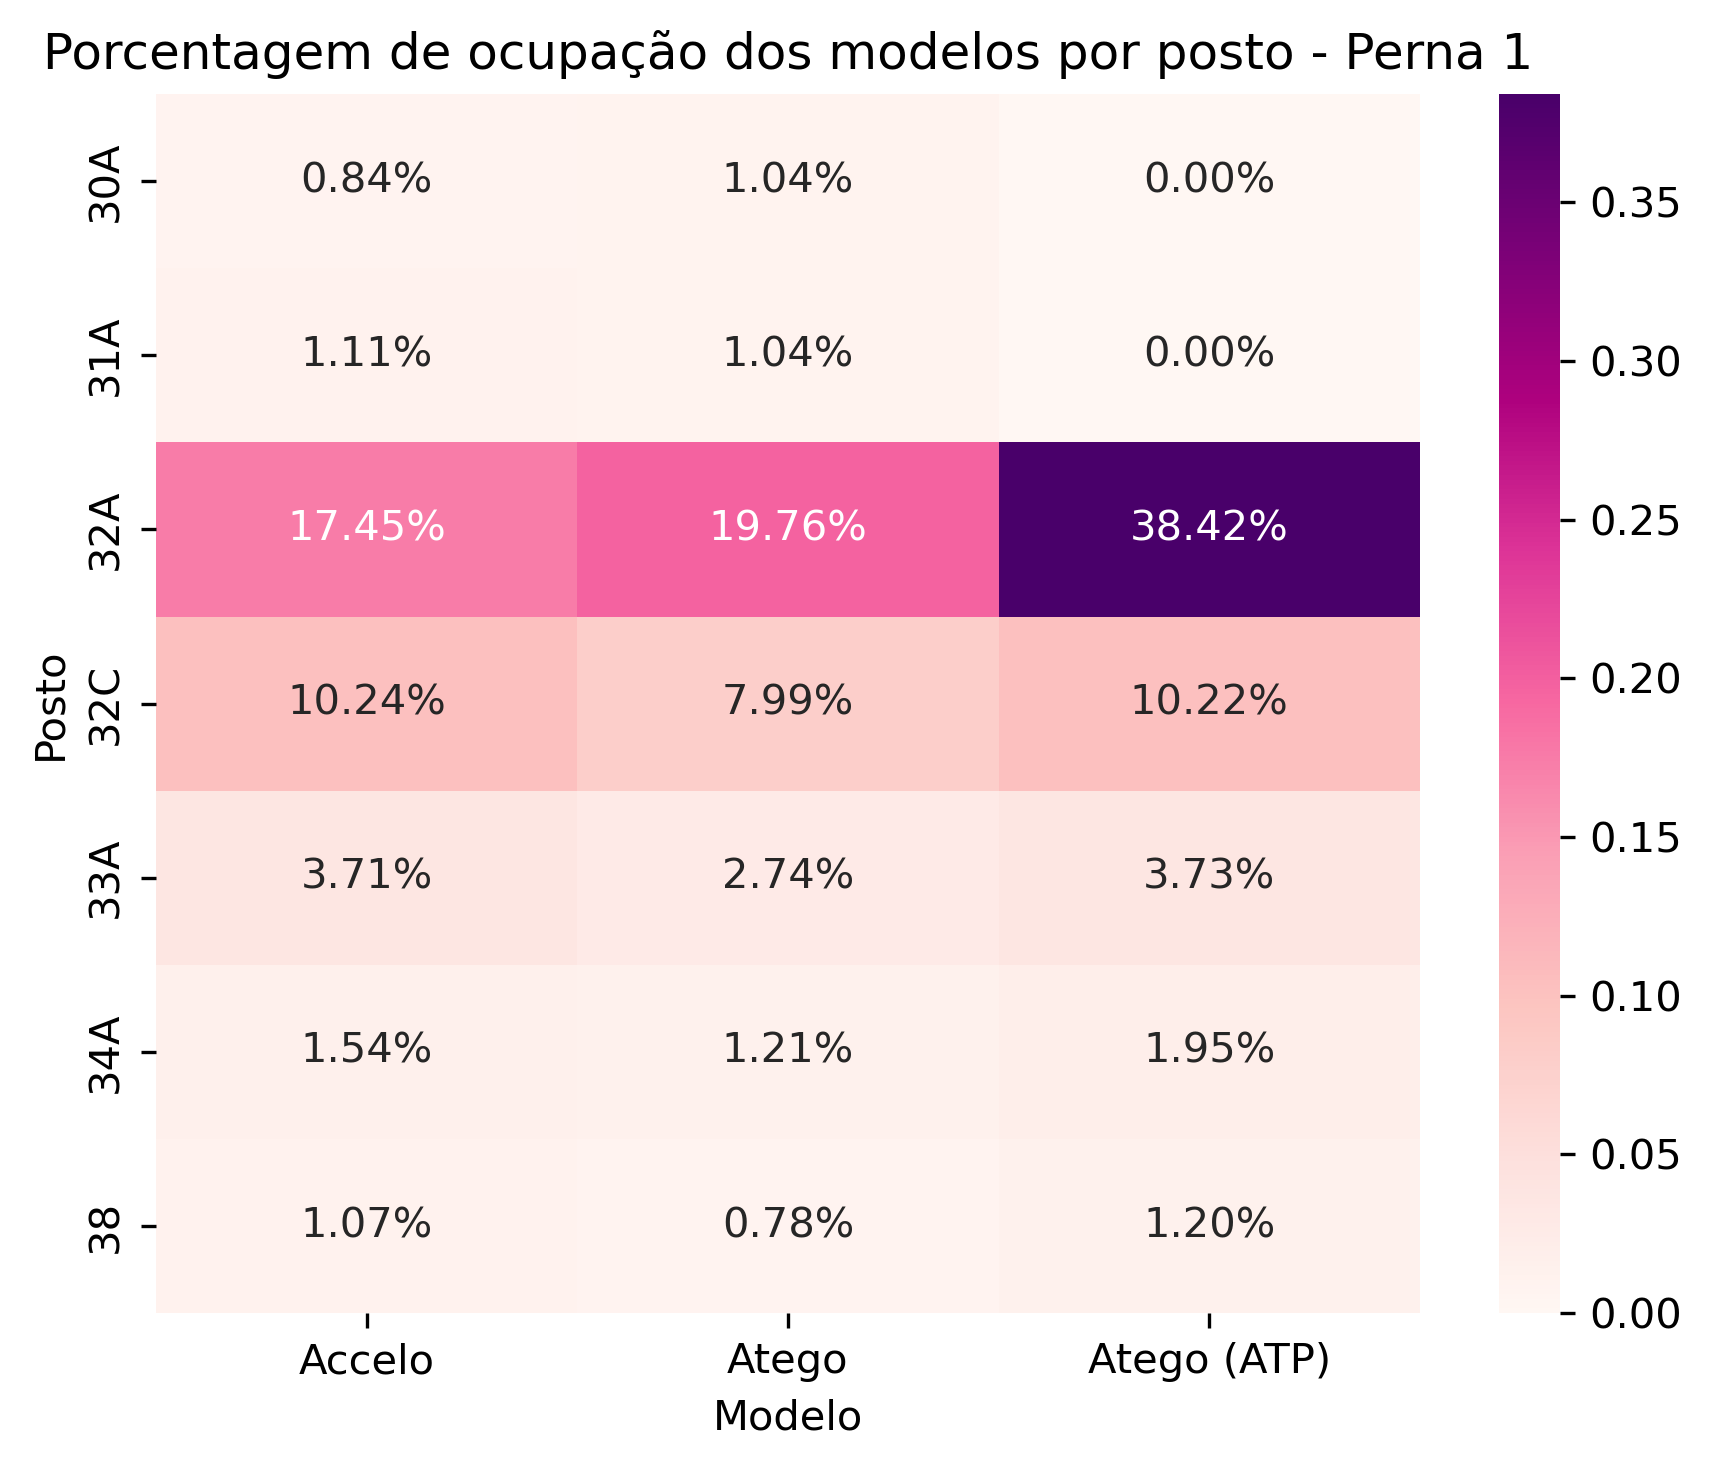 Porcentagem de ocupação dos modelos por posto - Perna 1
30A 0.84% 1.04% 0.00%
31A 1.11% 1.04% 0.00%
32A 17.45% 19.76% 38.42%
32C 10.24% 7.99% 10.22%
33A 3.71% 2.74% 3.73%
34A 1.54% 1.21% 1.95%
38 1.07% 0.78% 1.20%
Posto
Accelo Atego Atego (ATP)
Modelo
0.35
0.30
0.25
0.20
0.15
0.10
0.05
0.00